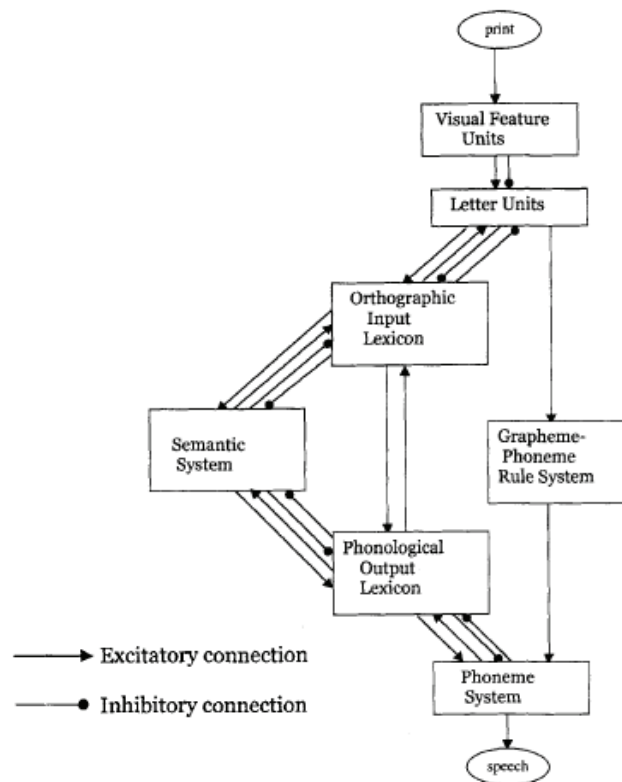 print
Visual Feature
Units
Letter Units
Orthographic
Input
Lexicon
Semantic
System
Grapheme-
Phoneme
Rule System
Phonological
Output
Lexicon
Excitatory connection
Inhibitory connection
Phoneme
System
speech